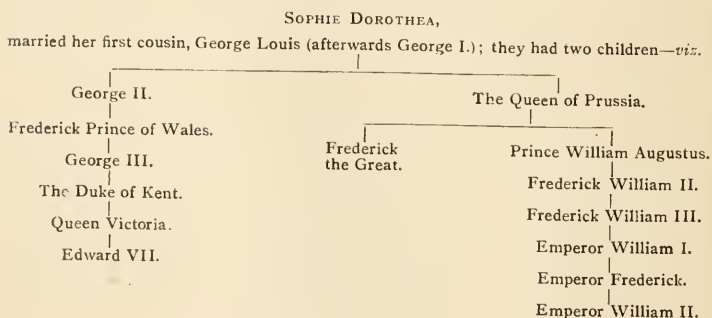 SOPHIE DOROTHEA,
married her first cousin, George Louis (afterwards George I.); they had two children—viz.
George II.
Frederick Prince of Wales.
George III.
The Duke of Kent.
Queen Victoria.
Edward VII.
The Queen of Prussia.
Frederick
the Great.
Prince William Augustus.
Frederick William II.
Frederick William III.
Emperor William I.
Emperor Frederick.
Emperor William II.